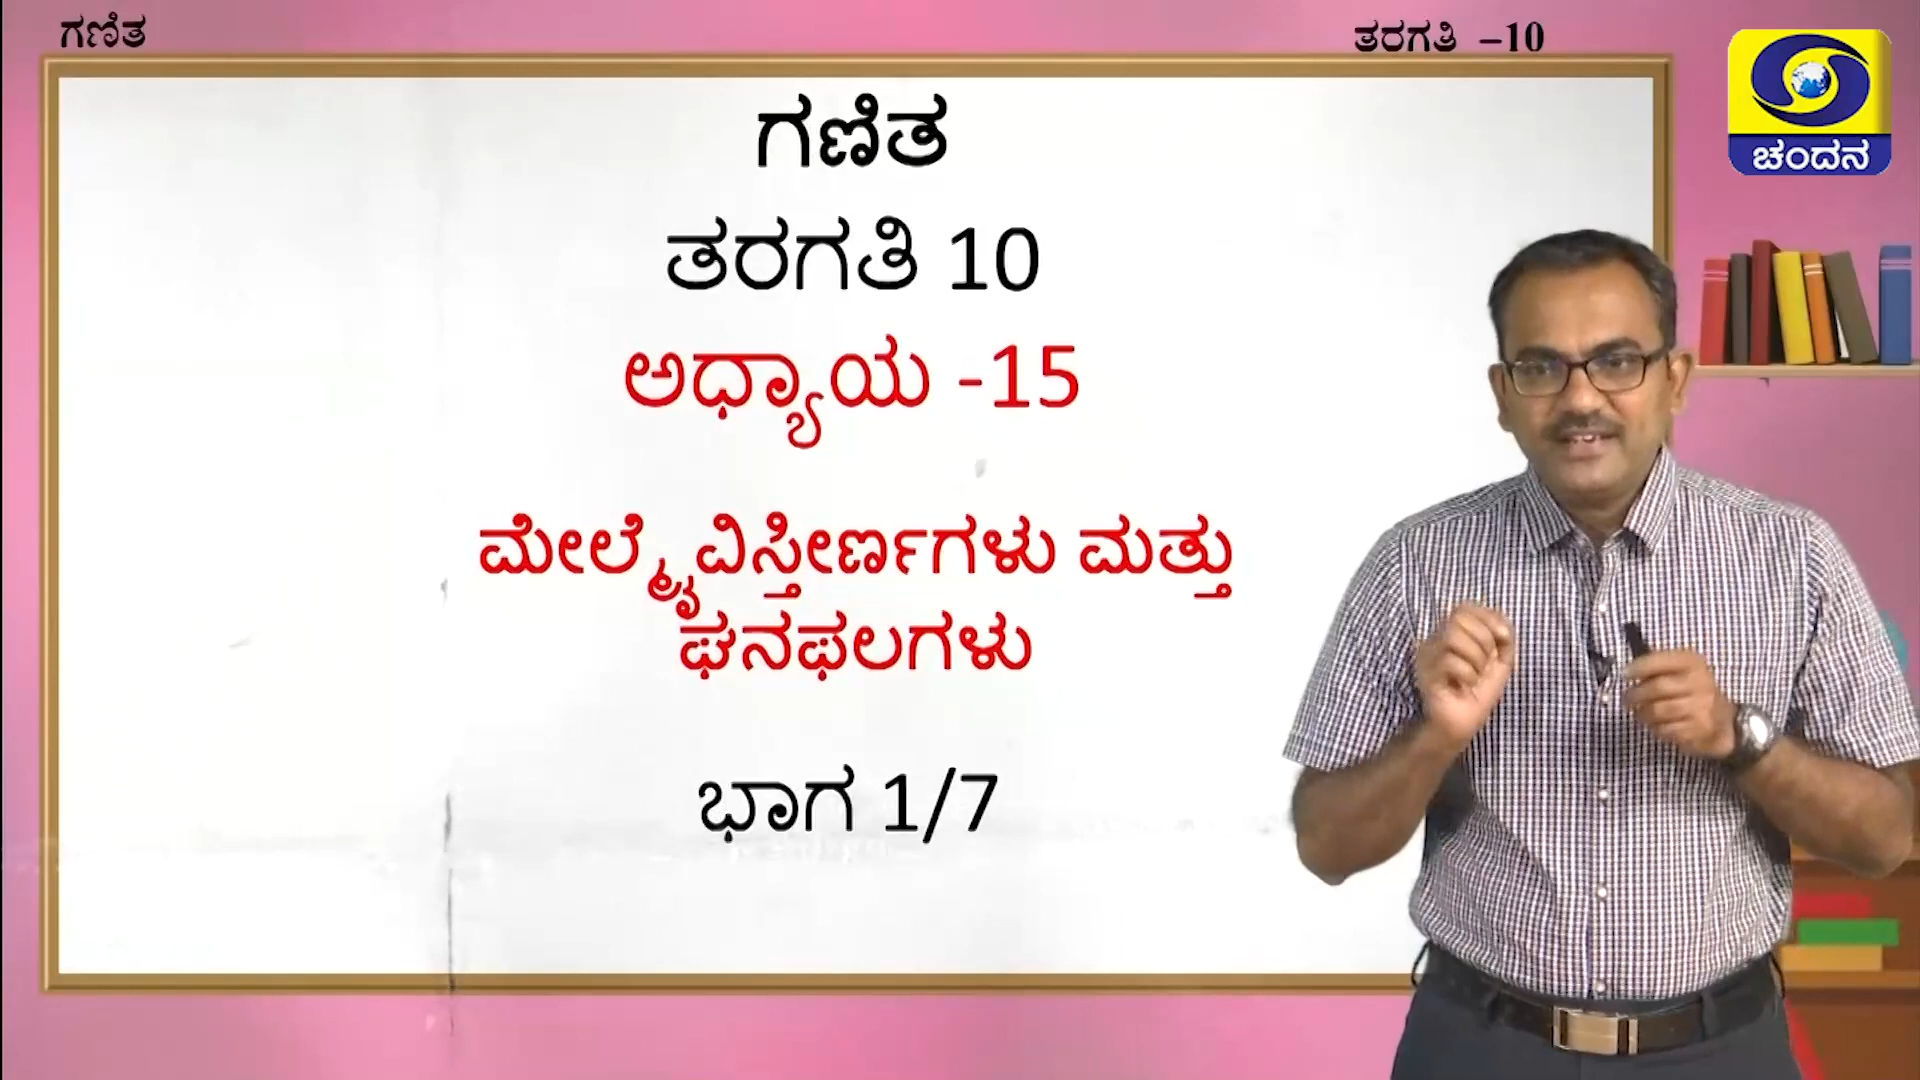 ಗಣಿತ
ತರಗತಿ –10
ಚಂದನ
ಗಣಿತ
ತರಗತಿ 10
ಅಧ್ಯಾಯ -15
ಮೇಲ್ಮೈವಿಸ್ತೀರ್ಣಗಳು ಮತ್ತು
ಘನಫಲಗಳು
ಭಾಗ 1/7